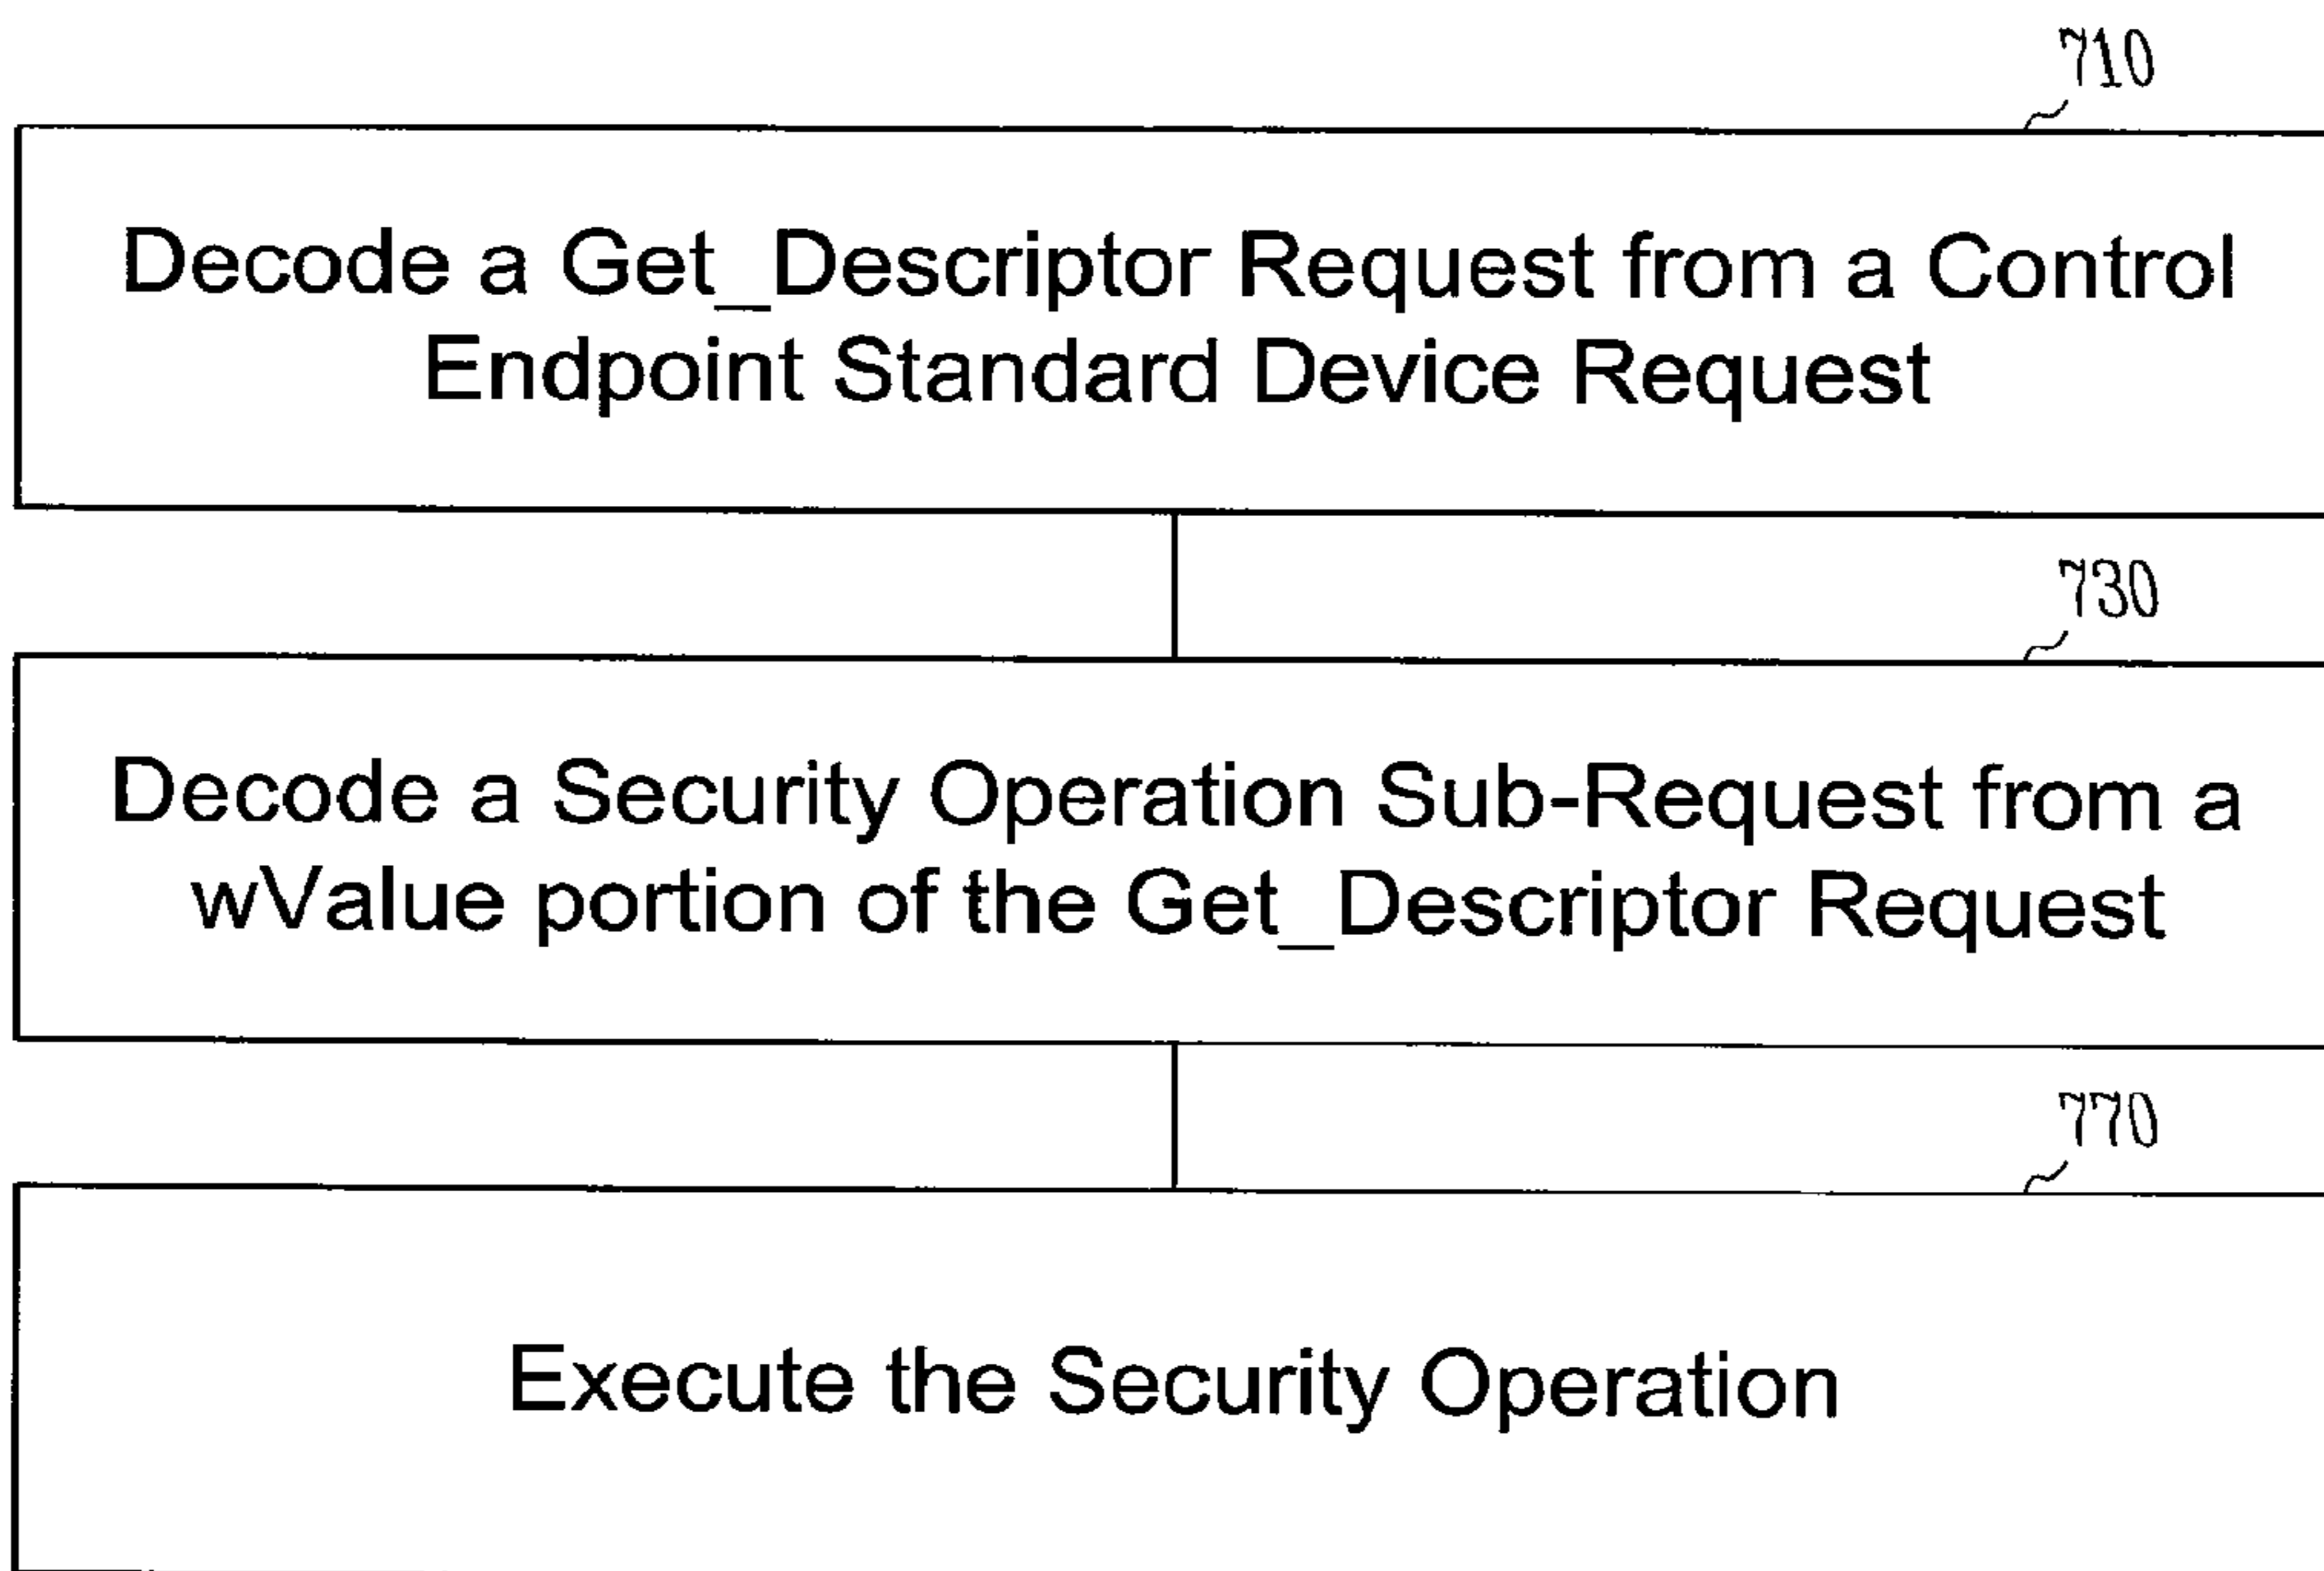 710
Decode a Get_Descriptor Request from a Control
Endpoint Standard Device Request
730
Decode a Security Operation Sub-Request from a
wValue portion of the Get_Descriptor Request
770
Execute the Security Operation